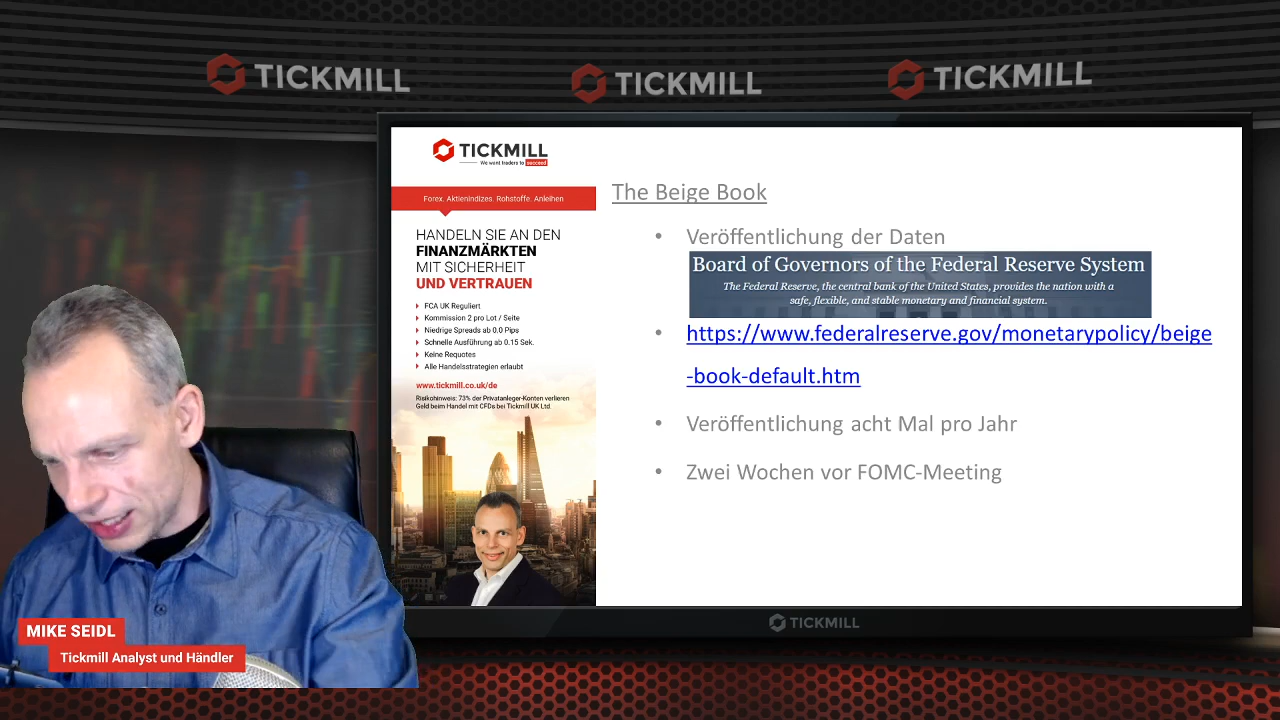 TICKMILL
TICKMILL
TICKMILL
TICKMILL
We want traders to succeed
Forex. Aktienindizes. Rohstoffe. Anleihen
HANDELN SIE AN DEN
FINANZMÄRKTEN
MIT SICHERHEIT
UND VERTRAUEN
FCA UK Reguliert
Kommission 2 pro Lot / Seite
Niedrige Spreads ab 0.0 Pips
Schnelle Ausführung ab 0.15 Sek.
Keine Requotes
Alle Handelsstrategien erlaubt
www.tickmill.co.uk/de
Risikohinweis: 73% der Privatanleger-Konten verlieren
Geld beim Handel mit CFDs bei Tickmill UK Ltd.
The Beige Book
• Veröffentlichung der Daten
Board of Governors of the Federal Reserve System
The Federal Reserve, the central bank of the United States, provides the nation with a
safe, flexible, and stable monetary and financial system.
• https://www.federalreserve.gov/monetarypolicy/beige
-book-default.htm
• Veröffentlichung acht Mal pro Jahr
• Zwei Wochen vor FOMC-Meeting
TICKMILL
MIKE SEIDL
Tickmill Analyst und Händler